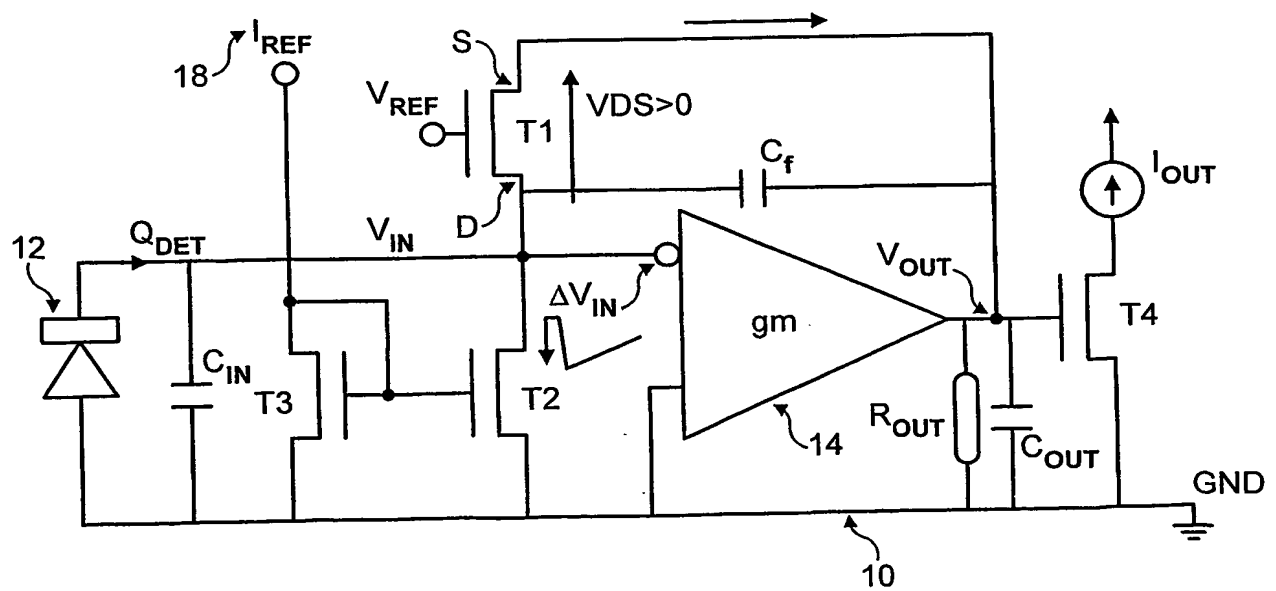 18
I_REF
S
V_REF
T1
VDS>0
C_f
I_OUT
D
12
Q_DET
V_IN
ΔV_IN
gm
V_OUT
T4
C_IN
T3
T2
14
R_OUT
C_OUT
GND
10